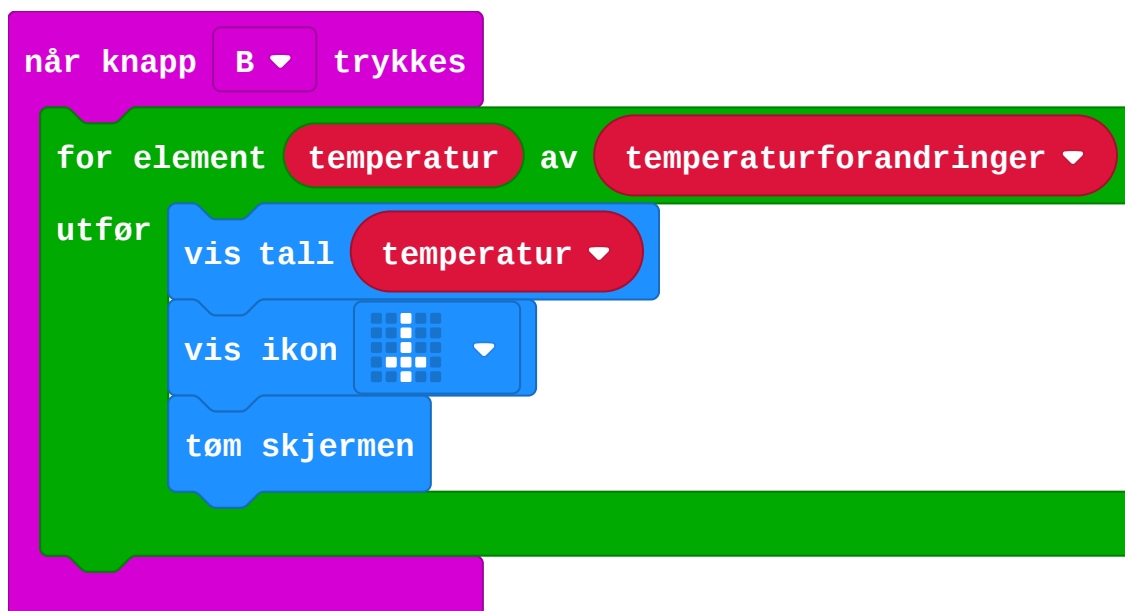 når knapp B trykkes
for element temperatur av temperaturforandringer
utfør
vis tall temperatur
vis ikon
tøm skjermen